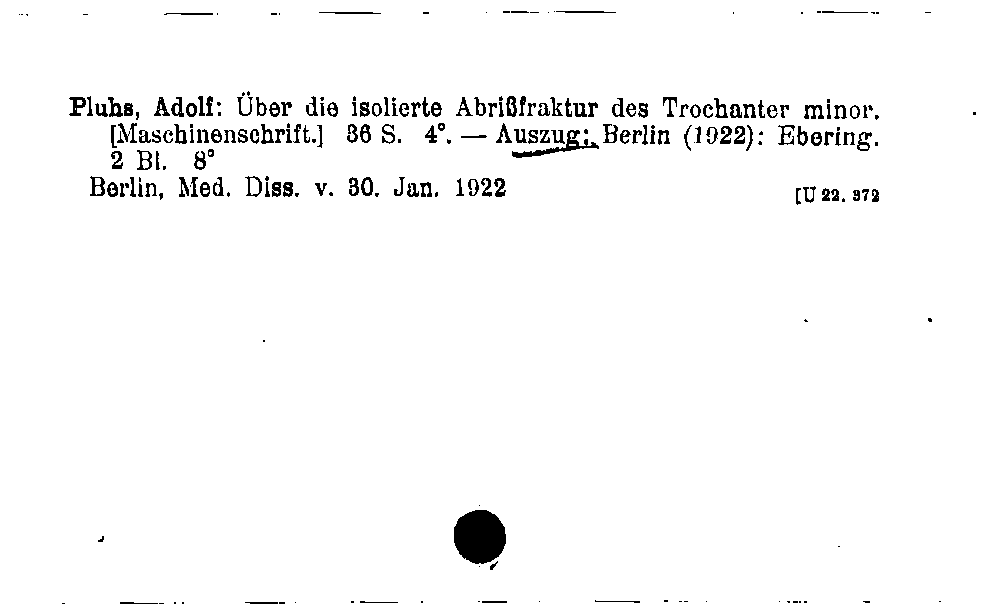 Pluhs, Adolf: Über die isolierte Abrißfraktur des Trochanter minor.
[Maschinenschrift.] 36 S. 4°. — Auszug: Berlin (1922): Ebering.
2 Bl. 8°
Berlin, Med. Diss. v. 30. Jan. 1922
[U 22. 372